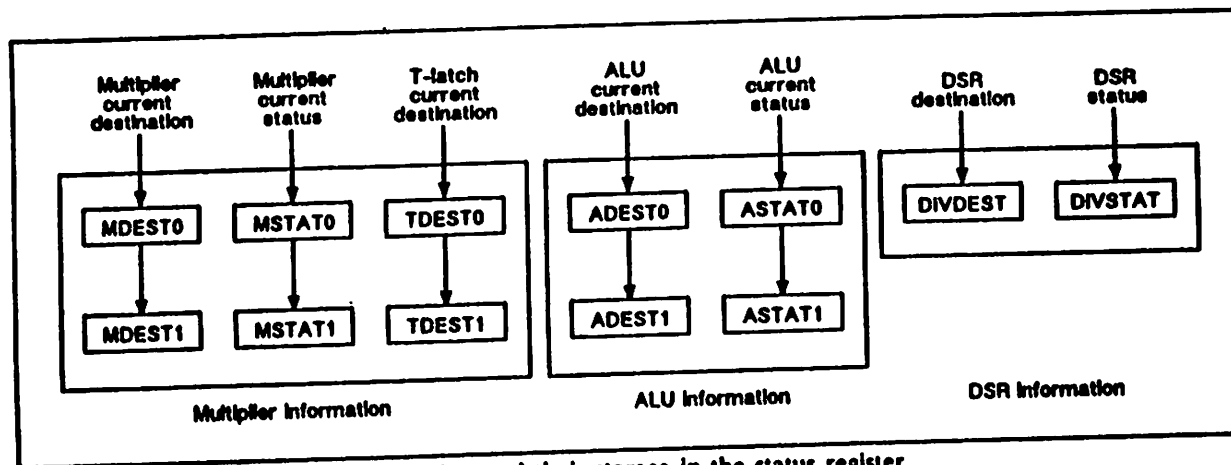 Multiplier current destination
Multiplier current status
T-latch current destination
ALU current destination
ALU current status
DSR destination
DSR status
MDEST0
MSTAT0
TDEST0
ADEST0
ASTAT0
DIVDEST
DIVSTAT
MDEST1
MSTAT1
TDEST1
ADEST1
ASTAT1
Multiplier information
ALU information
DSR information
in the status register